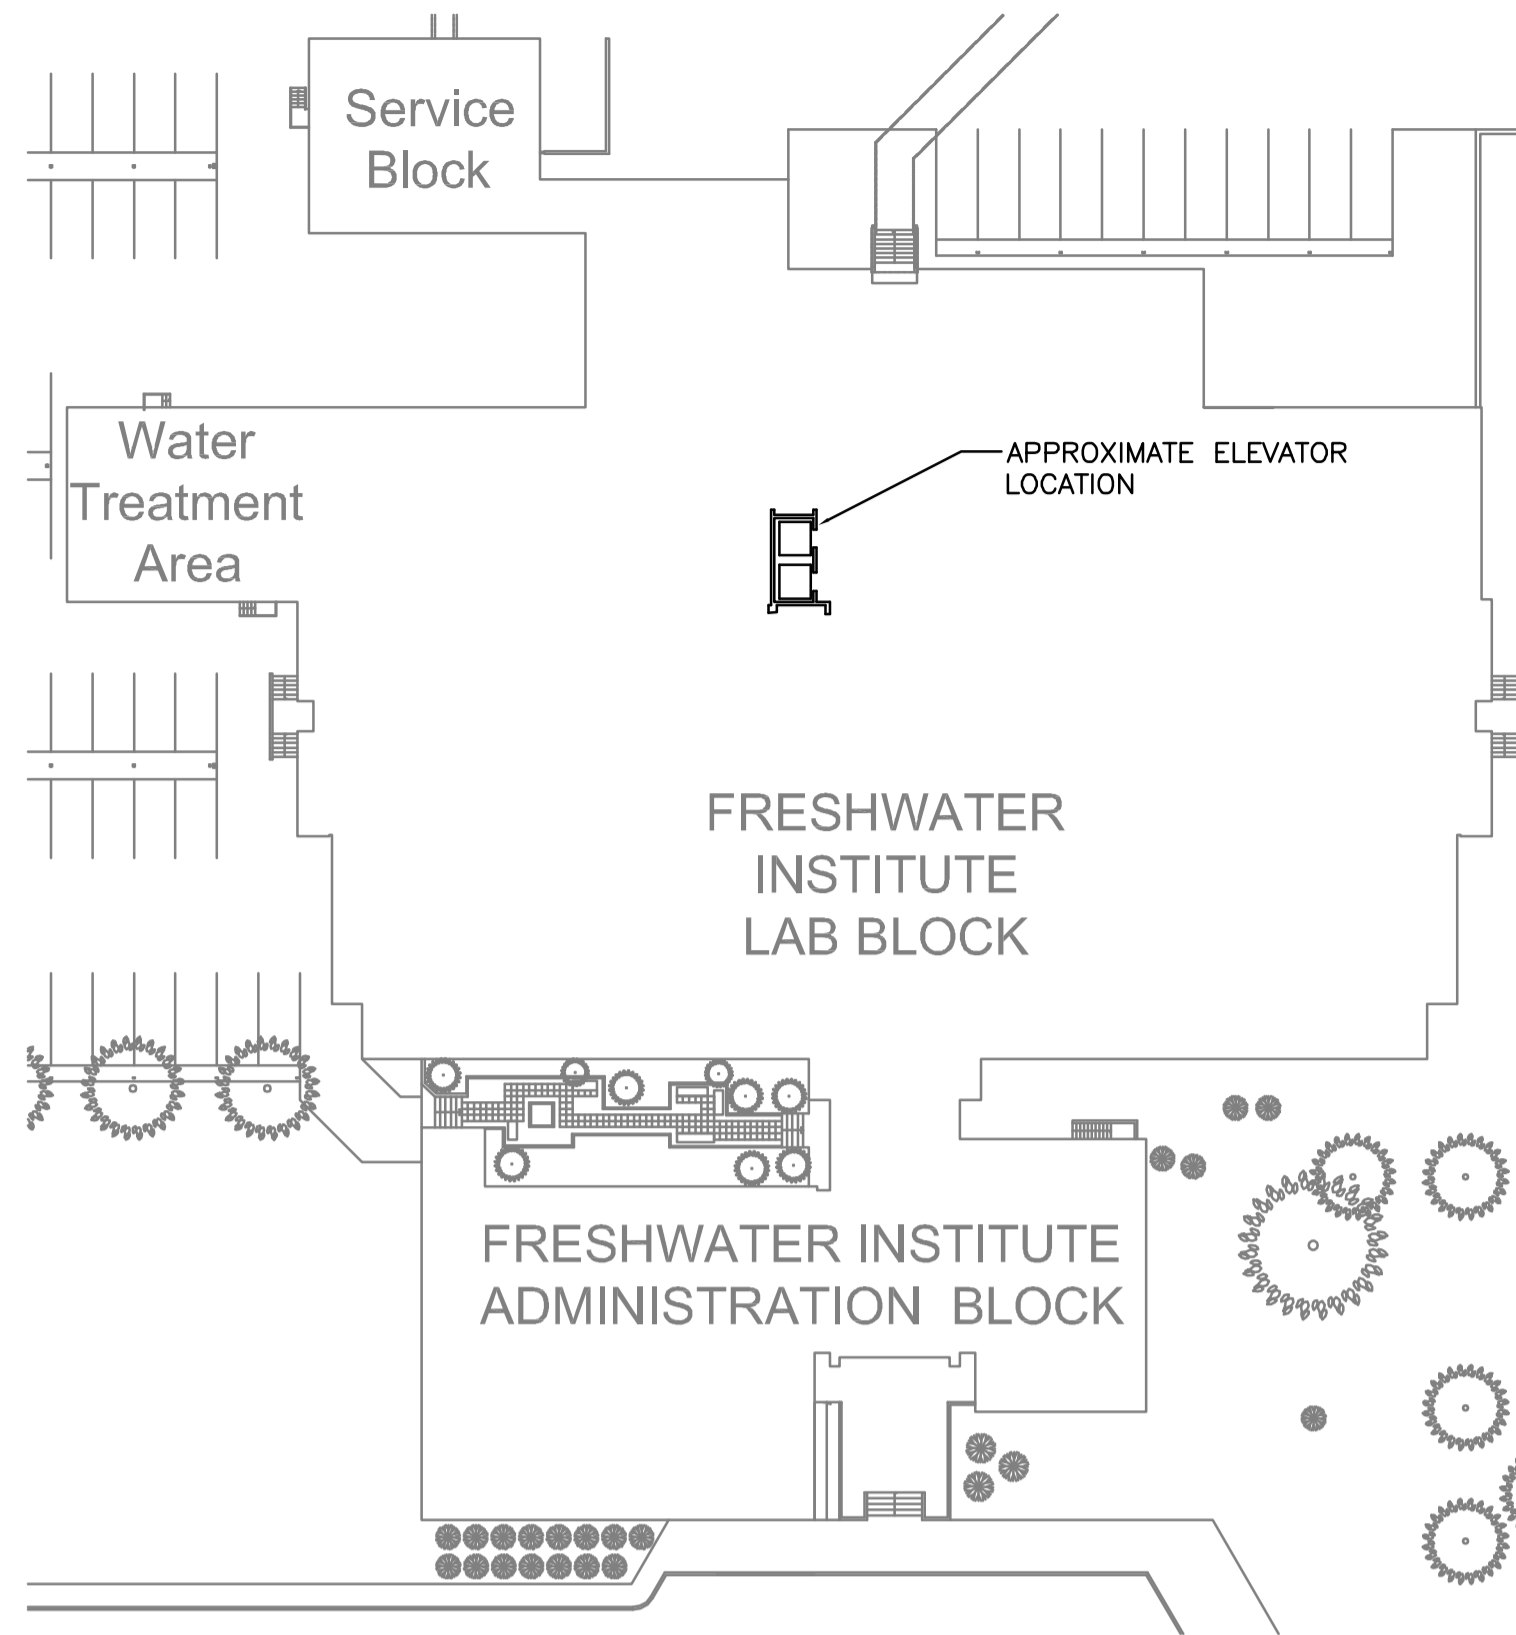 Service
Block
Water
Treatment
Area
APPROXIMATE ELEVATOR
LOCATION
FRESHWATER
INSTITUTE
LAB BLOCK
FRESHWATER INSTITUTE
ADMINISTRATION BLOCK